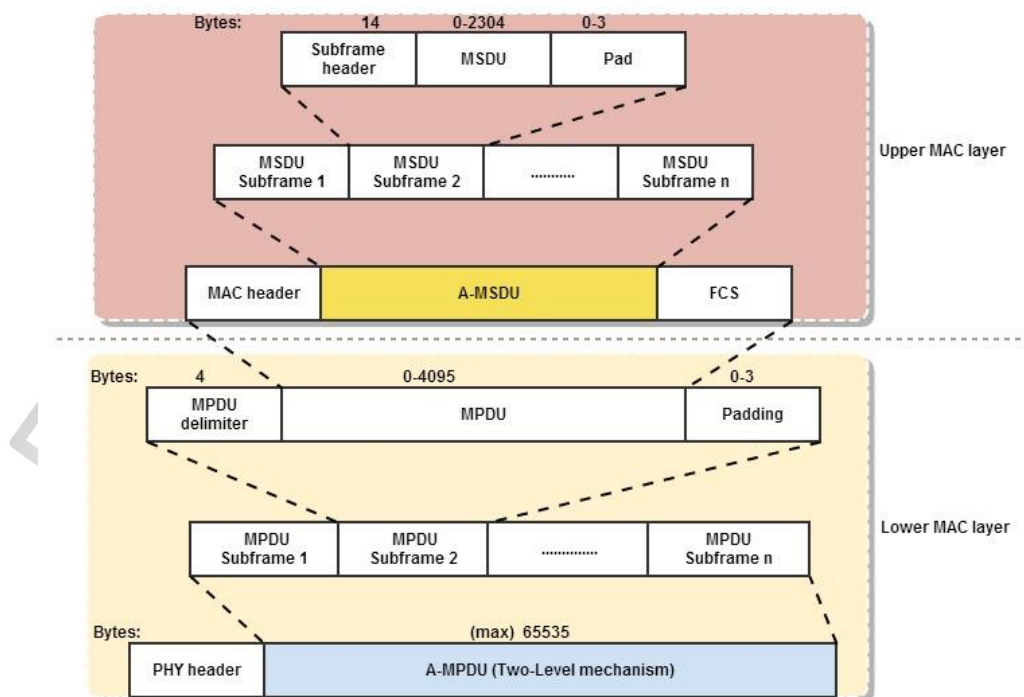 Bytes: 14 0-2304 0-3
Subframe header MSDU Pad
MSDU Subframe 1 MSDU Subframe 2 ........... MSDU Subframe n
Upper MAC layer
MAC header A-MSDU FCS
Bytes: 4 0-4095 0-3
MPDU delimiter MPDU Padding
MPDU Subframe 1 MPDU Subframe 2 .............. MPDU Subframe n
Lower MAC layer
Bytes: (max) 65535
PHY header A-MPDU (Two-Level mechanism)